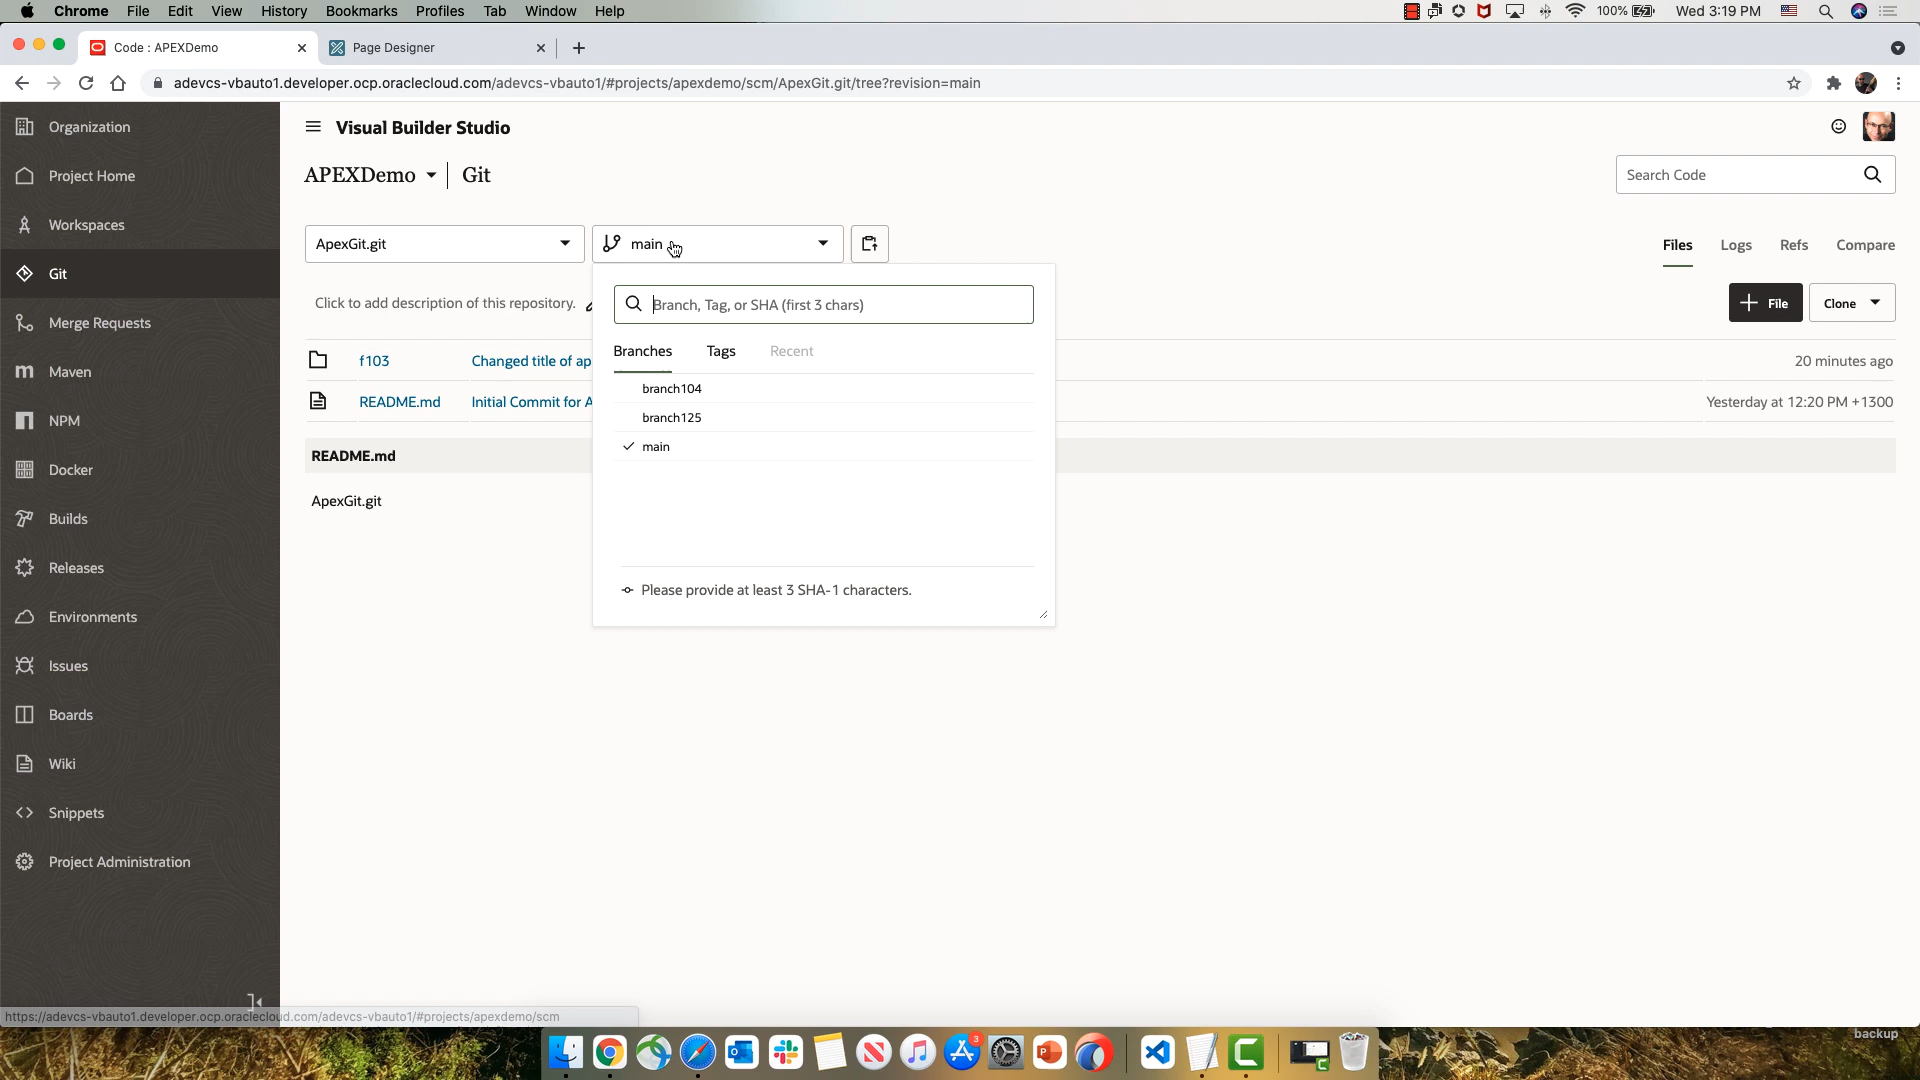 Chrome File Edit View History Bookmarks Profiles Tab Window Help 100% Wed 3:19 PM
Code : APEXDemo Page Designer
adevcs-vbauto1.developer.ocp.oraclecloud.com/adevcs-vbauto1/#projects/apexdemo/scm/ApexGit.git/tree?revision=main
Organization
Project Home
Workspaces
Git
Merge Requests
Maven
NPM
Docker
Builds
Releases
Environments
Issues
Boards
Wiki
Snippets
Project Administration
Visual Builder Studio
APEXDemo Git
Search Code
ApexGit.git main
Files Logs Refs Compare
Click to add description of this repository.
File Clone
Branch, Tag, or SHA (first 3 chars)
Branches Tags Recent
branch104
branch125
main
Please provide at least 3 SHA-1 characters.
f103 Changed title of ap 20 minutes ago
README.md Initial Commit for A Yesterday at 12:20 PM +1300
README.md
ApexGit.git
https://adevcs-vbauto1.developer.ocp.oraclecloud.com/adevcs-vbauto1/#projects/apexdemo/scm
3
backup